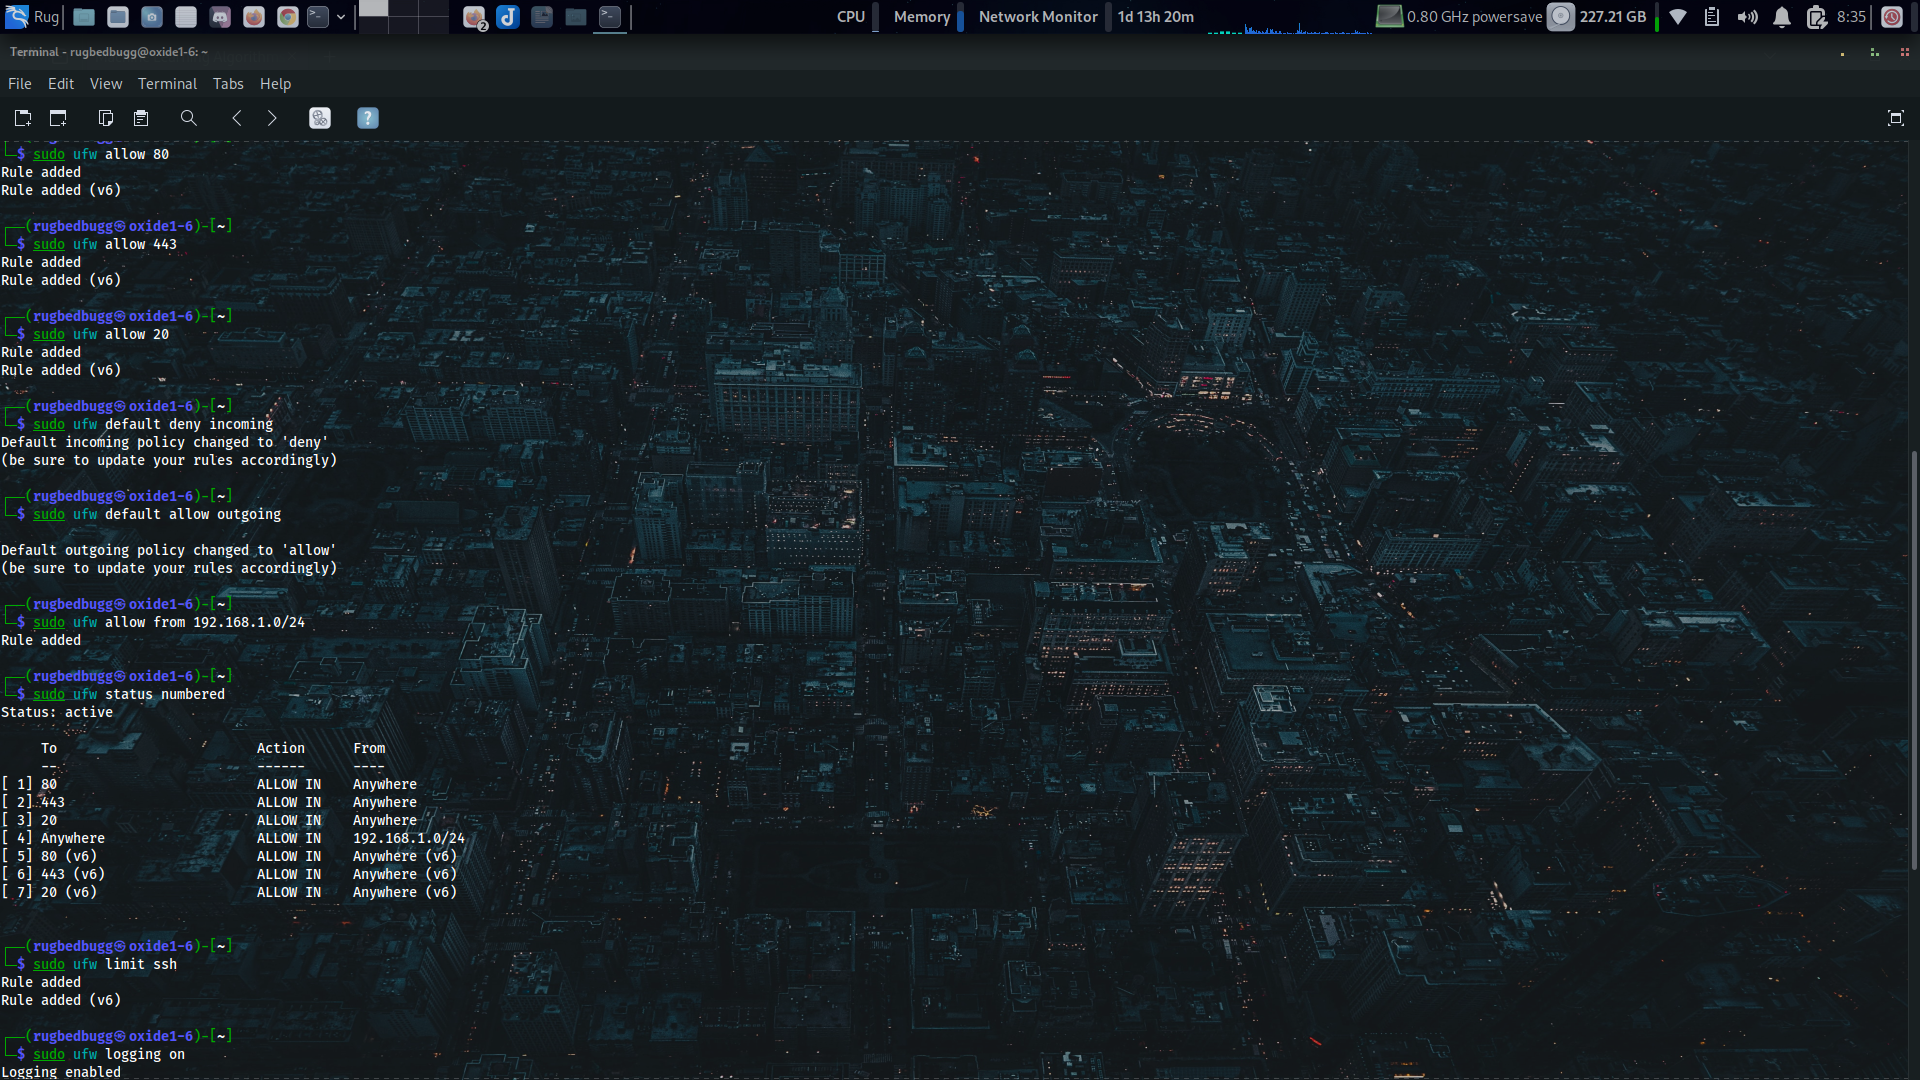 Rug
2
CPU
Memory
Network Monitor
1d 13h 20m
0.80 GHz powersave
227.21 GB
8:35
Terminal - rugbedbugg@oxide1-6: ~
File Edit View Terminal Tabs Help
└─$ sudo ufw allow 80
Rule added
Rule added (v6)
┌──(rugbedbugg㉿oxide1-6)-[~]
└─$ sudo ufw allow 443
Rule added
Rule added (v6)
┌──(rugbedbugg㉿oxide1-6)-[~]
└─$ sudo ufw allow 20
Rule added
Rule added (v6)
┌──(rugbedbugg㉿oxide1-6)-[~]
└─$ sudo ufw default deny incoming
Default incoming policy changed to 'deny'
(be sure to update your rules accordingly)
┌──(rugbedbugg㉿oxide1-6)-[~]
└─$ sudo ufw default allow outgoing
Default outgoing policy changed to 'allow'
(be sure to update your rules accordingly)
┌──(rugbedbugg㉿oxide1-6)-[~]
└─$ sudo ufw allow from 192.168.1.0/24
Rule added
┌──(rugbedbugg㉿oxide1-6)-[~]
└─$ sudo ufw status numbered
Status: active
     To                         Action      From
     --                         ------      ----
[ 1] 80                         ALLOW IN    Anywhere
[ 2] 443                        ALLOW IN    Anywhere
[ 3] 20                         ALLOW IN    Anywhere
[ 4] Anywhere                   ALLOW IN    192.168.1.0/24
[ 5] 80 (v6)                    ALLOW IN    Anywhere (v6)
[ 6] 443 (v6)                   ALLOW IN    Anywhere (v6)
[ 7] 20 (v6)                    ALLOW IN    Anywhere (v6)
┌──(rugbedbugg㉿oxide1-6)-[~]
└─$ sudo ufw limit ssh
Rule added
Rule added (v6)
┌──(rugbedbugg㉿oxide1-6)-[~]
└─$ sudo ufw logging on
Logging enabled